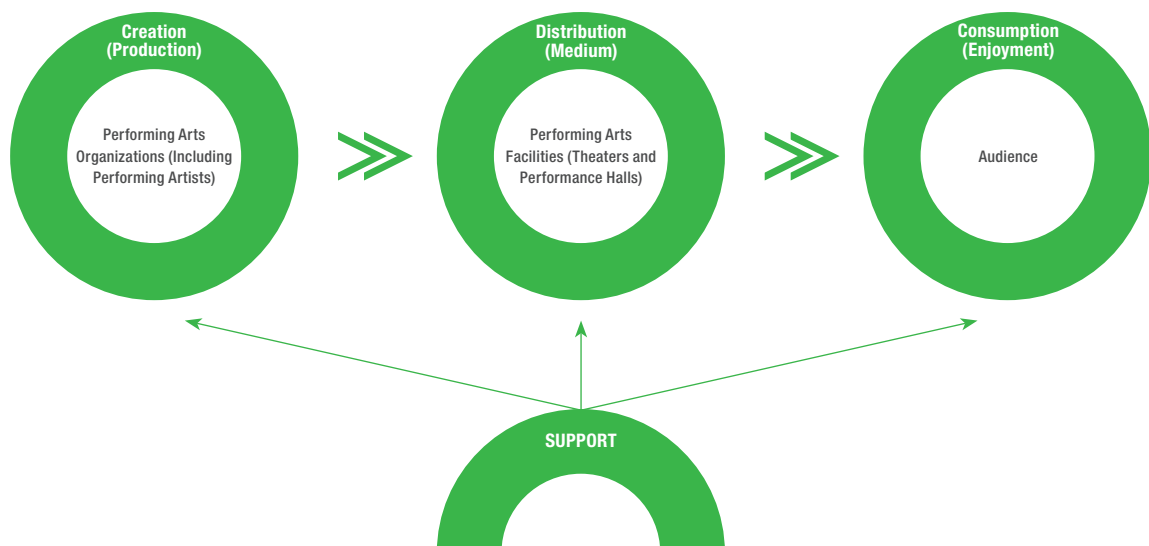 Creation
(Production)
Performing Arts
Organizations (Including
Performing Artists)
Distribution
(Medium)
Performing Arts
Facilities (Theaters and
Performance Halls)
Consumption
(Enjoyment)
Audience
SUPPORT